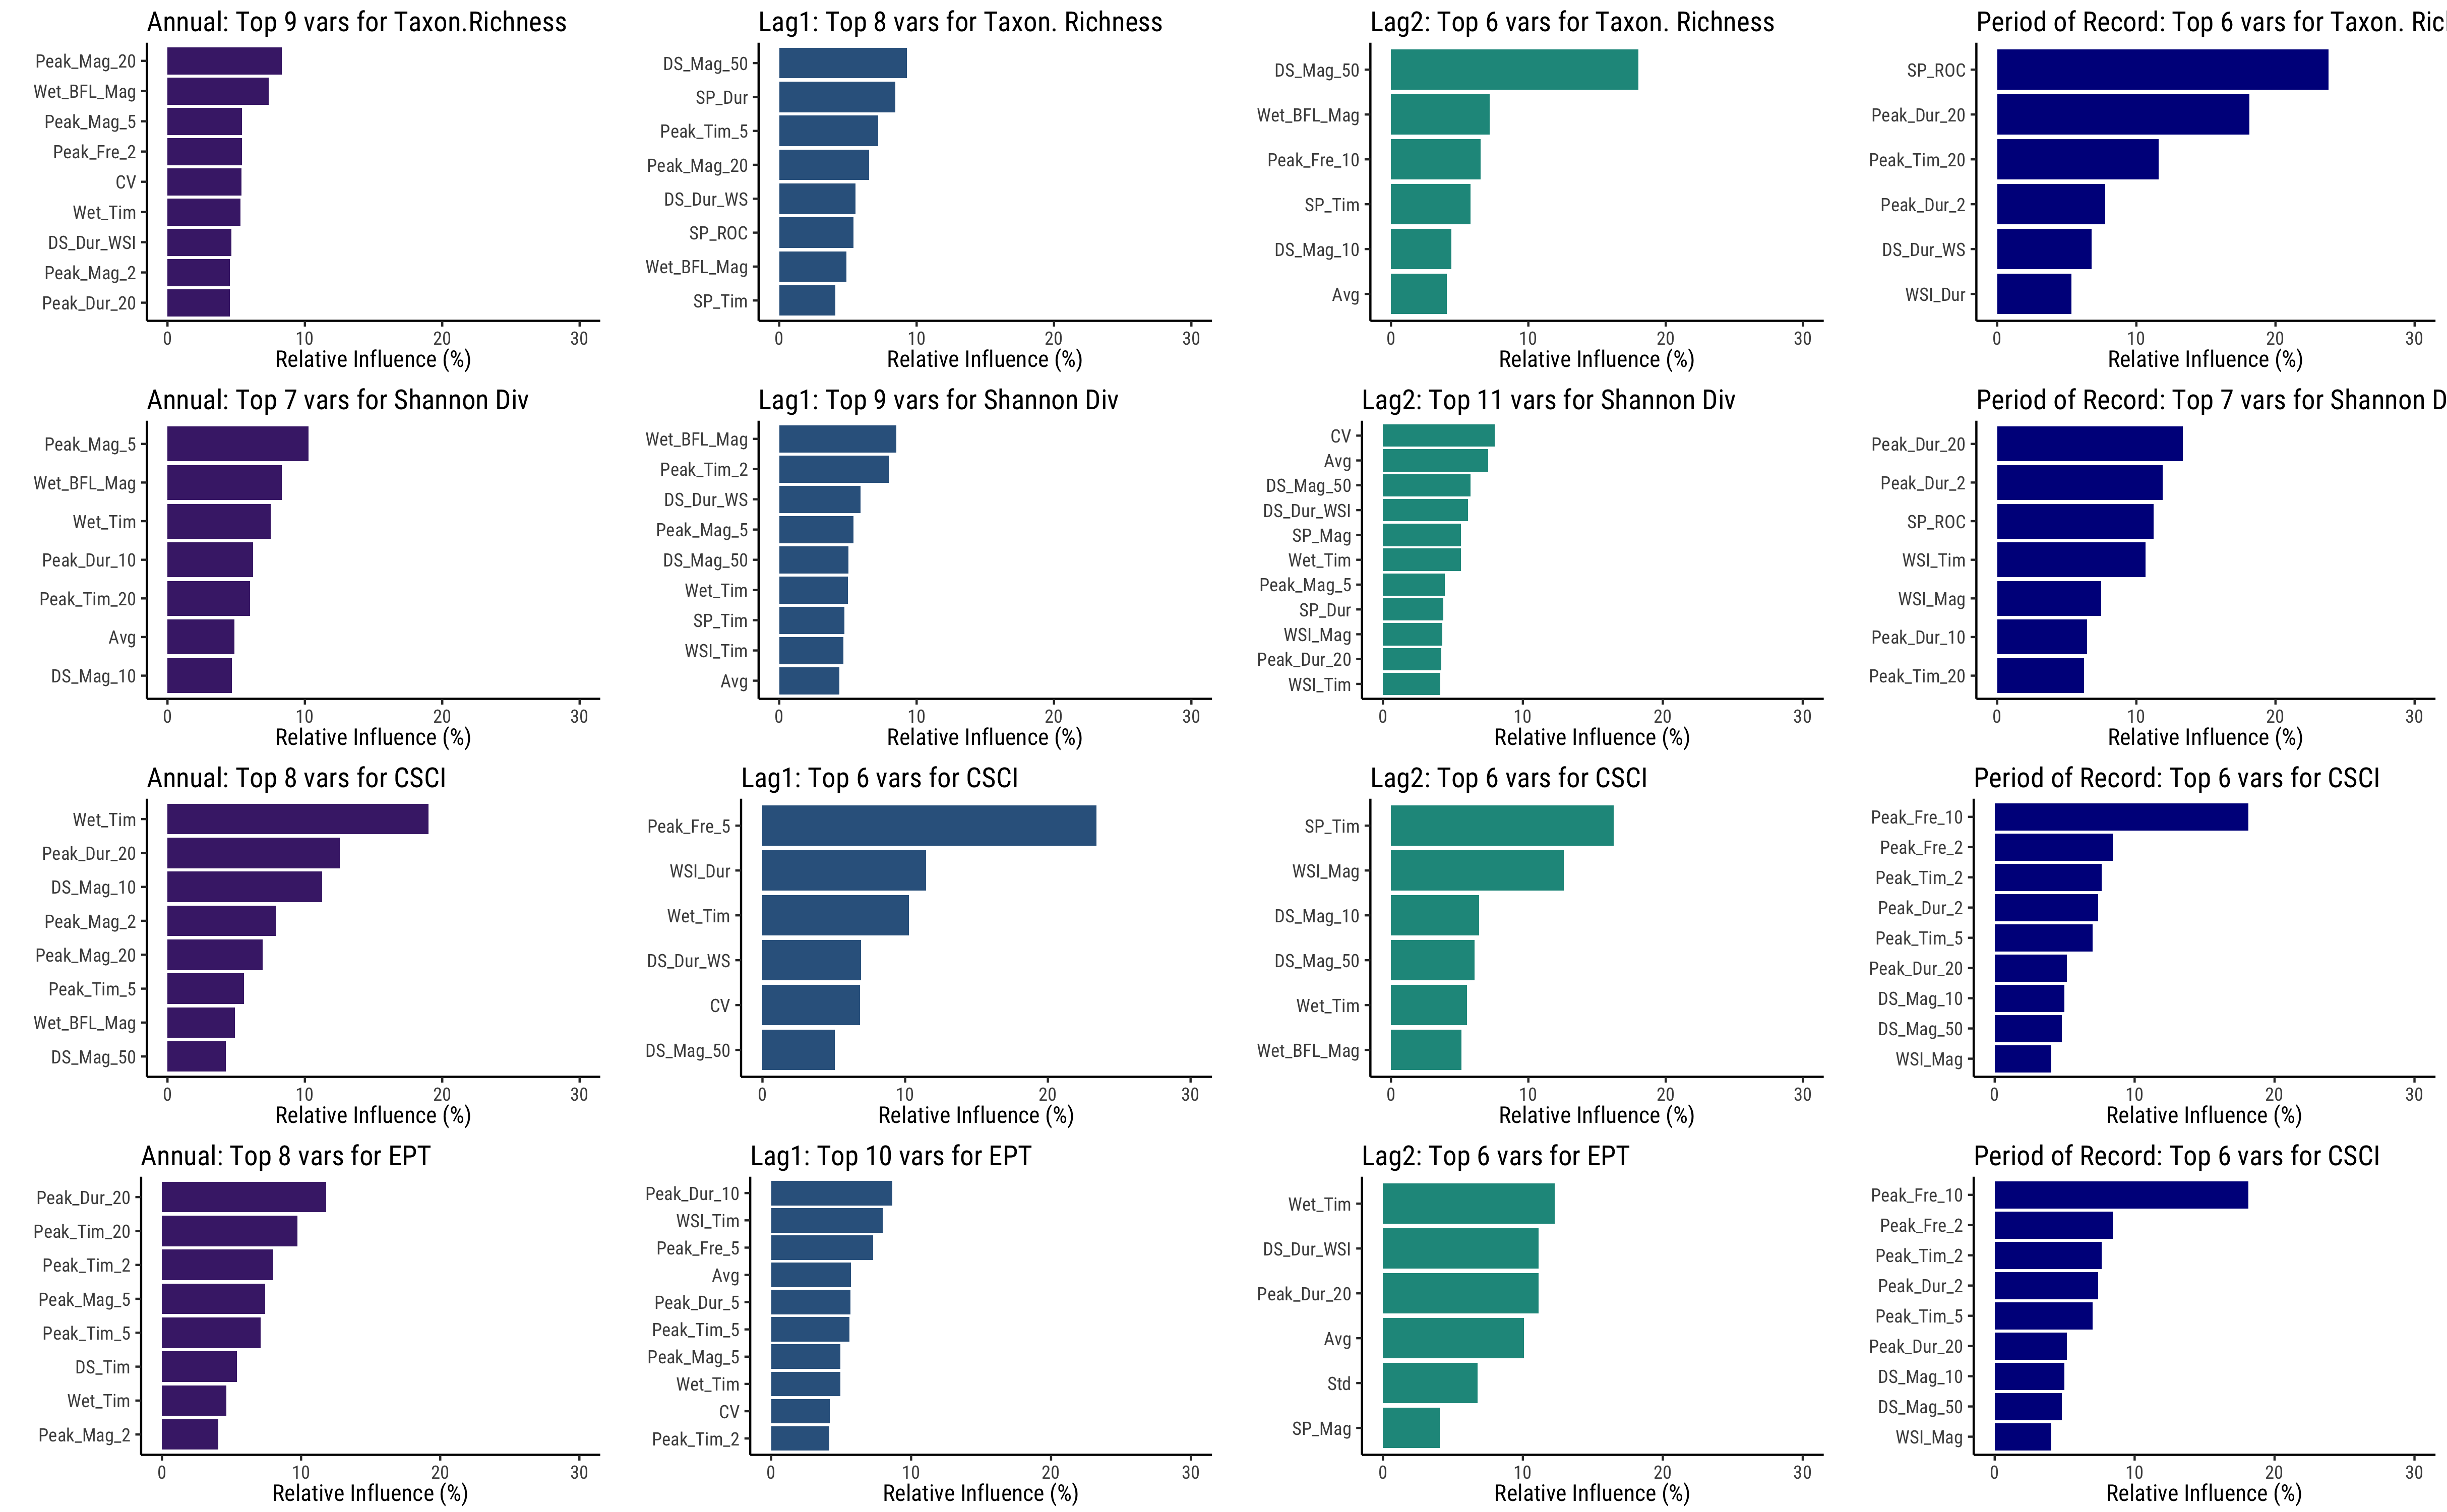 Annual: Top 9 vars for Taxon.Richness
Peak_Mag_20
Wet_BFL_Mag
Peak_Mag_5
Peak_Fre_2
CV
Wet_Tim
DS_Dur_WSI
Peak_Mag_2
Peak_Dur_20
0 10 20 30
Relative Influence (%)
Lag1: Top 8 vars for Taxon. Richness
DS_Mag_50
SP_Dur
Peak_Tim_5
Peak_Mag_20
DS_Dur_WS
SP_ROC
Wet_BFL_Mag
SP_Tim
0 10 20 30
Relative Influence (%)
Lag2: Top 6 vars for Taxon. Richness
DS_Mag_50
Wet_BFL_Mag
Peak_Fre_10
SP_Tim
DS_Mag_10
Avg
0 10 20 30
Relative Influence (%)
Period of Record: Top 6 vars for Taxon. Ric
SP_ROC
Peak_Dur_20
Peak_Tim_20
Peak_Dur_2
DS_Dur_WS
WSI_Dur
0 10 20 30
Relative Influence (%)
Annual: Top 7 vars for Shannon Div
Peak_Mag_5
Wet_BFL_Mag
Wet_Tim
Peak_Dur_10
Peak_Tim_20
Avg
DS_Mag_10
0 10 20 30
Relative Influence (%)
Lag1: Top 9 vars for Shannon Div
Wet_BFL_Mag
Peak_Tim_2
DS_Dur_WS
Peak_Mag_5
DS_Mag_50
Wet_Tim
SP_Tim
WSI_Tim
Avg
0 10 20 30
Relative Influence (%)
Lag2: Top 11 vars for Shannon Div
CV
Avg
DS_Mag_50
DS_Dur_WSI
SP_Mag
Wet_Tim
Peak_Mag_5
SP_Dur
WSI_Mag
Peak_Dur_20
WSI_Tim
0 10 20 30
Relative Influence (%)
Period of Record: Top 7 vars for Shannon D
Peak_Dur_20
Peak_Dur_2
SP_ROC
WSI_Tim
WSI_Mag
Peak_Dur_10
Peak_Tim_20
0 10 20 30
Relative Influence (%)
Annual: Top 8 vars for CSCI
Wet_Tim
Peak_Dur_20
DS_Mag_10
Peak_Mag_2
Peak_Mag_20
Peak_Tim_5
Wet_BFL_Mag
DS_Mag_50
0 10 20 30
Relative Influence (%)
Lag1: Top 6 vars for CSCI
Peak_Fre_5
WSI_Dur
Wet_Tim
DS_Dur_WS
CV
DS_Mag_50
0 10 20 30
Relative Influence (%)
Lag2: Top 6 vars for CSCI
SP_Tim
WSI_Mag
DS_Mag_10
DS_Mag_50
Wet_Tim
Wet_BFL_Mag
0 10 20 30
Relative Influence (%)
Period of Record: Top 6 vars for CSCI
Peak_Fre_10
Peak_Fre_2
Peak_Tim_2
Peak_Dur_2
Peak_Tim_5
Peak_Dur_20
DS_Mag_10
DS_Mag_50
WSI_Mag
0 10 20 30
Relative Influence (%)
Annual: Top 8 vars for EPT
Peak_Dur_20
Peak_Tim_20
Peak_Tim_2
Peak_Mag_5
Peak_Tim_5
DS_Tim
Wet_Tim
Peak_Mag_2
0 10 20 30
Relative Influence (%)
Lag1: Top 10 vars for EPT
Peak_Dur_10
WSI_Tim
Peak_Fre_5
Avg
Peak_Dur_5
Peak_Tim_5
Peak_Mag_5
Wet_Tim
CV
Peak_Tim_2
0 10 20 30
Relative Influence (%)
Lag2: Top 6 vars for EPT
Wet_Tim
DS_Dur_WSI
Peak_Dur_20
Avg
Std
SP_Mag
0 10 20 30
Relative Influence (%)
Period of Record: Top 6 vars for CSCI
Peak_Fre_10
Peak_Fre_2
Peak_Tim_2
Peak_Dur_2
Peak_Tim_5
Peak_Dur_20
DS_Mag_10
DS_Mag_50
WSI_Mag
0 10 20 30
Relative Influence (%)